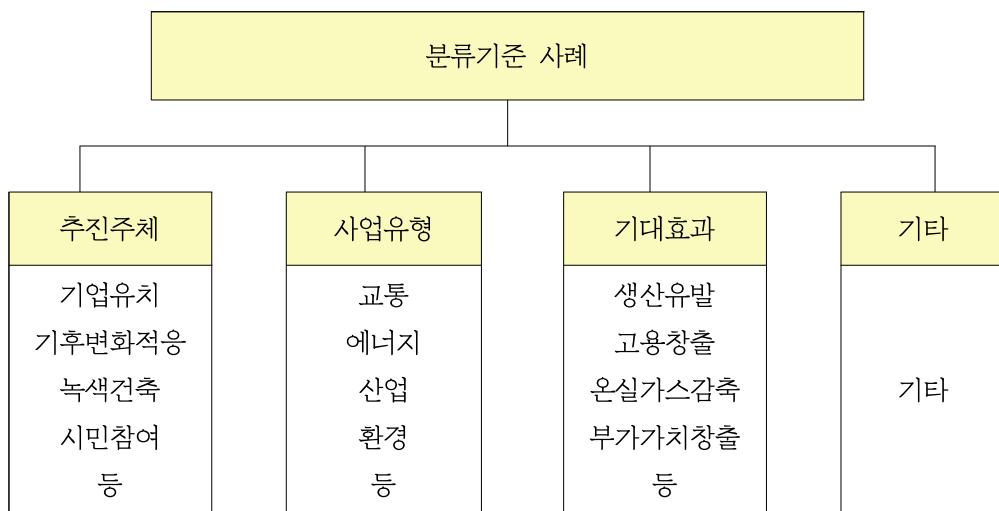 분류기준 사례
추진주체
기업유치
기후변화적응
녹색건축
시민참여
등
사업유형
교통
에너지
산업
환경
등
기대효과
생산유발
고용창출
온실가스감축
부가가치창출
등
기타
기타